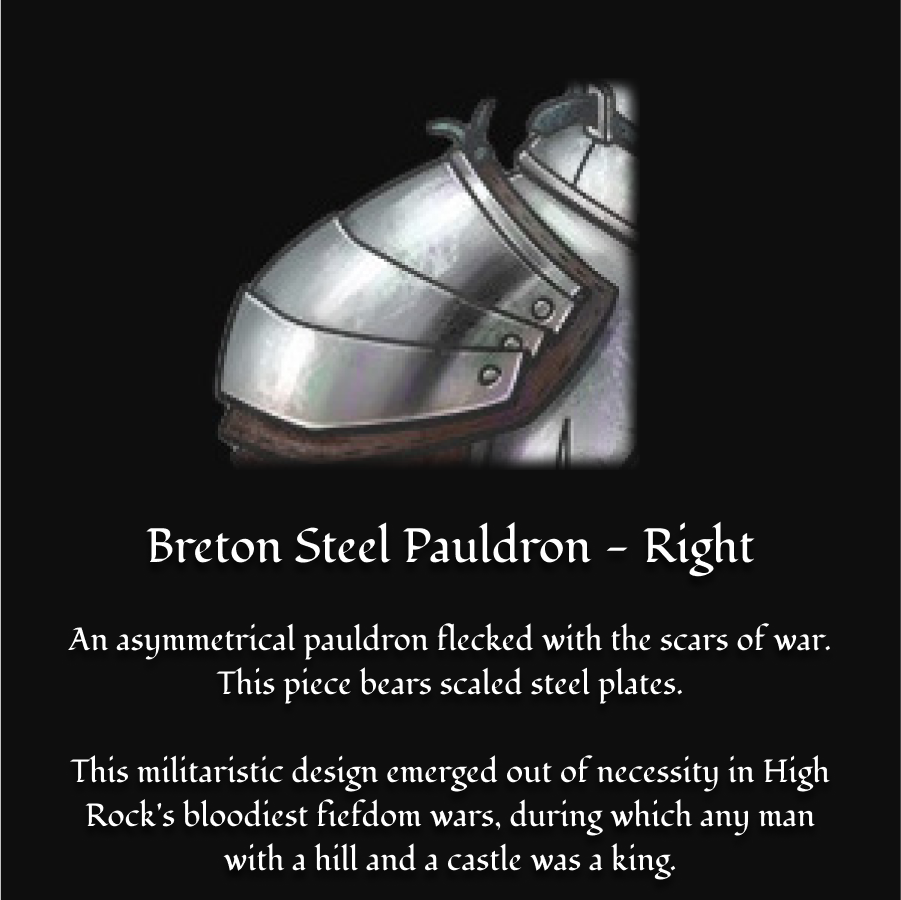 Breton Steel Pauldron - Right
An asymmetrical pauldron flecked with the scars of war.
This piece bears scaled steel plates.
This militaristic design emerged out of necessity in High
Rock's bloodiest fiefdom wars, during which any man
with a hill and a castle was a king.